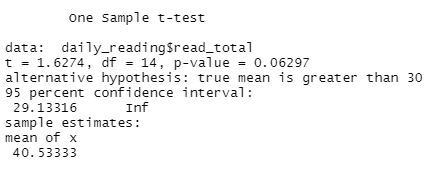 One Sample t-test
data: daily_reading$read_total
t = 1.6274, df = 14, p-value = 0.06297
alternative hypothesis: true mean is greater than 30
95 percent confidence interval:
29.13316 Inf
sample estimates:
mean of x
40.53333